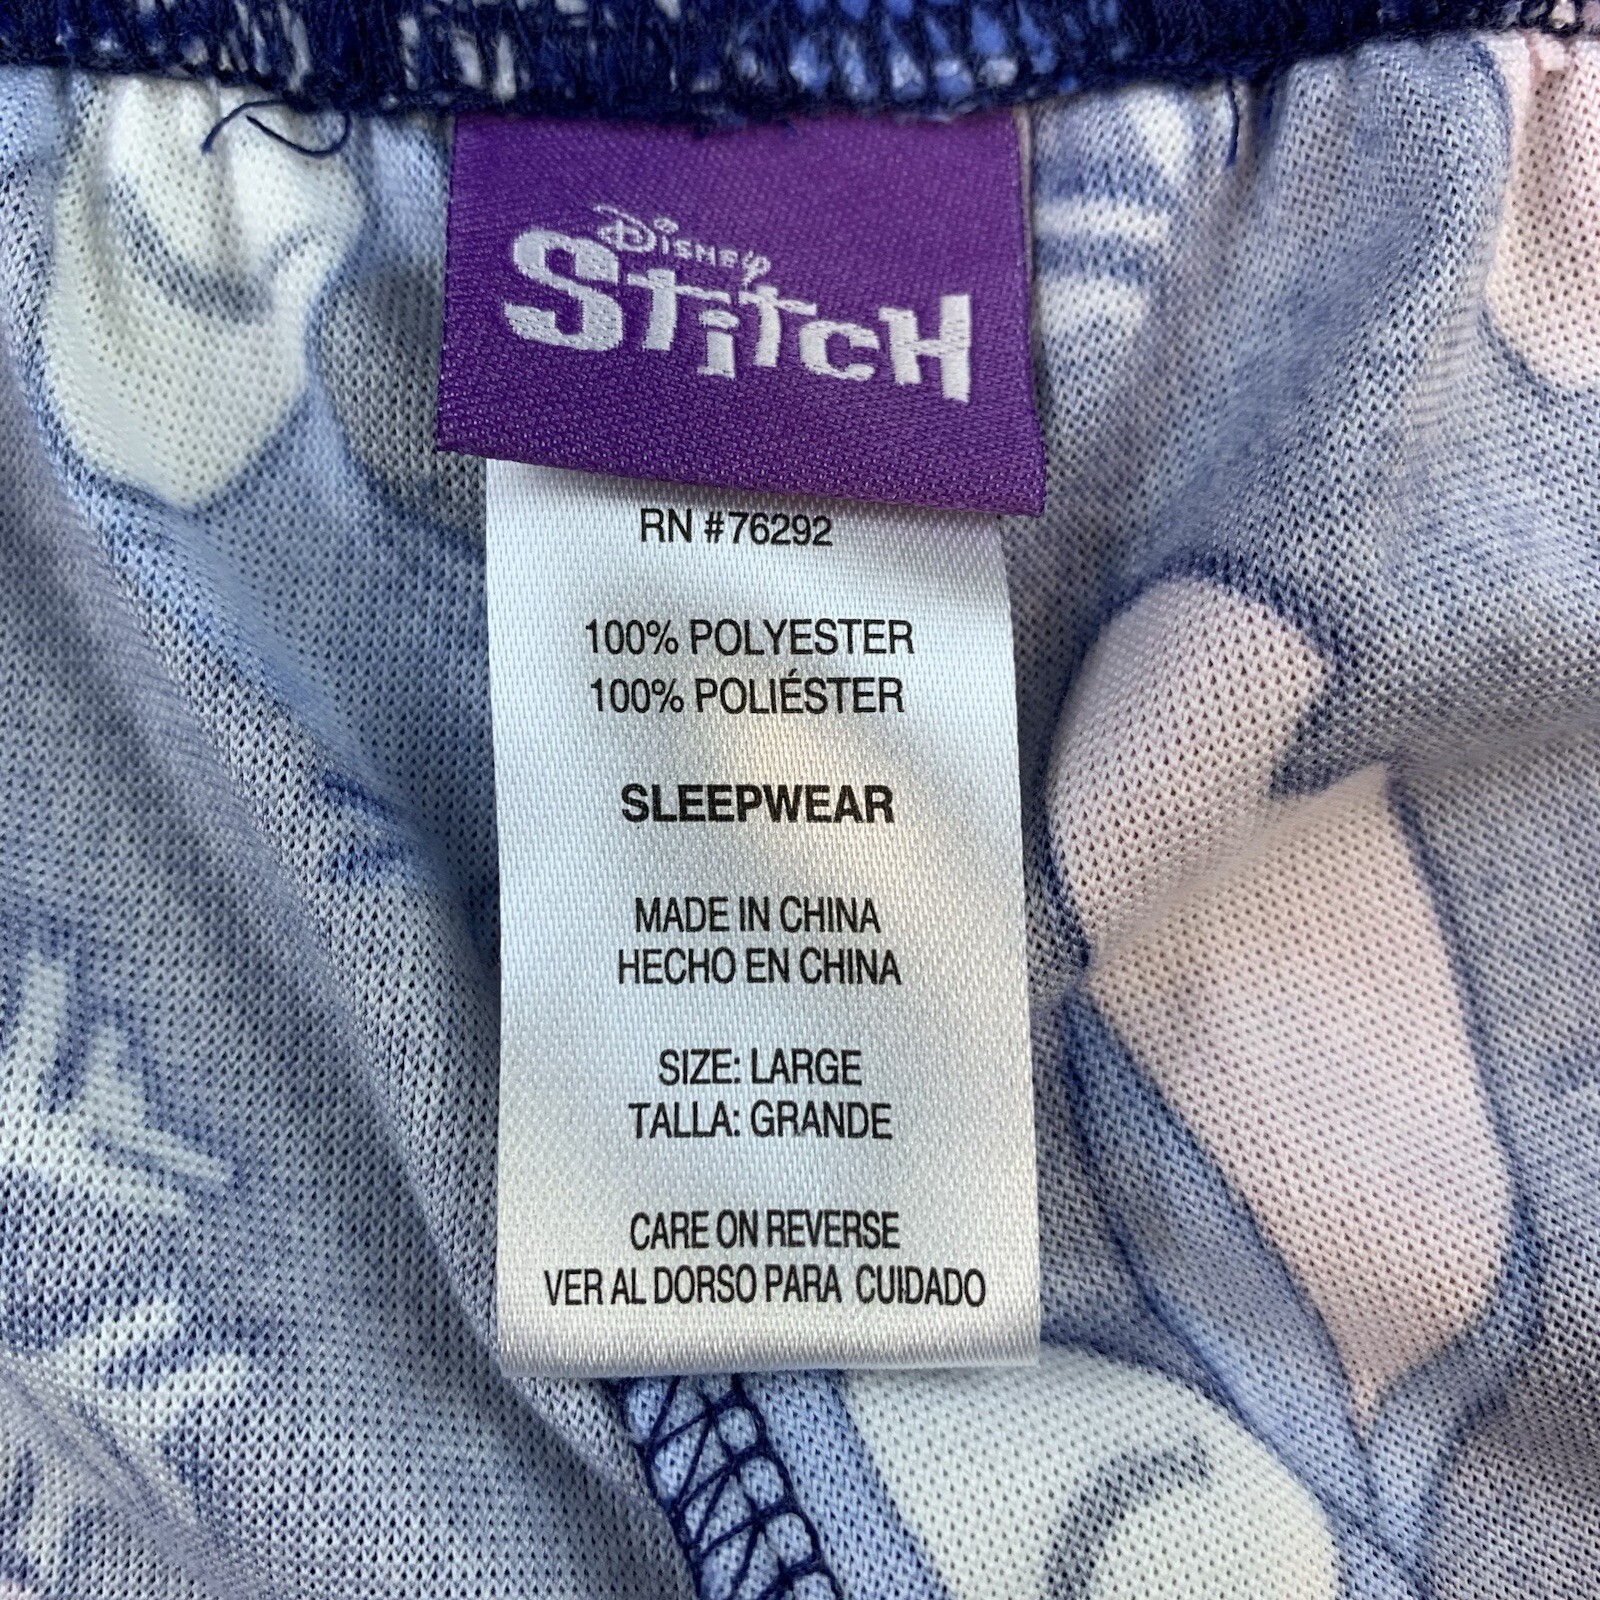 DISNEY
STITCH
RN #76292
100% POLYESTER
100% POLIÉSTER
SLEEPWEAR
MADE IN CHINA
HECHO EN CHINA
SIZE: LARGE
TALLA: GRANDE
CARE ON REVERSE
VER AL DORSO PARA CUIDADO